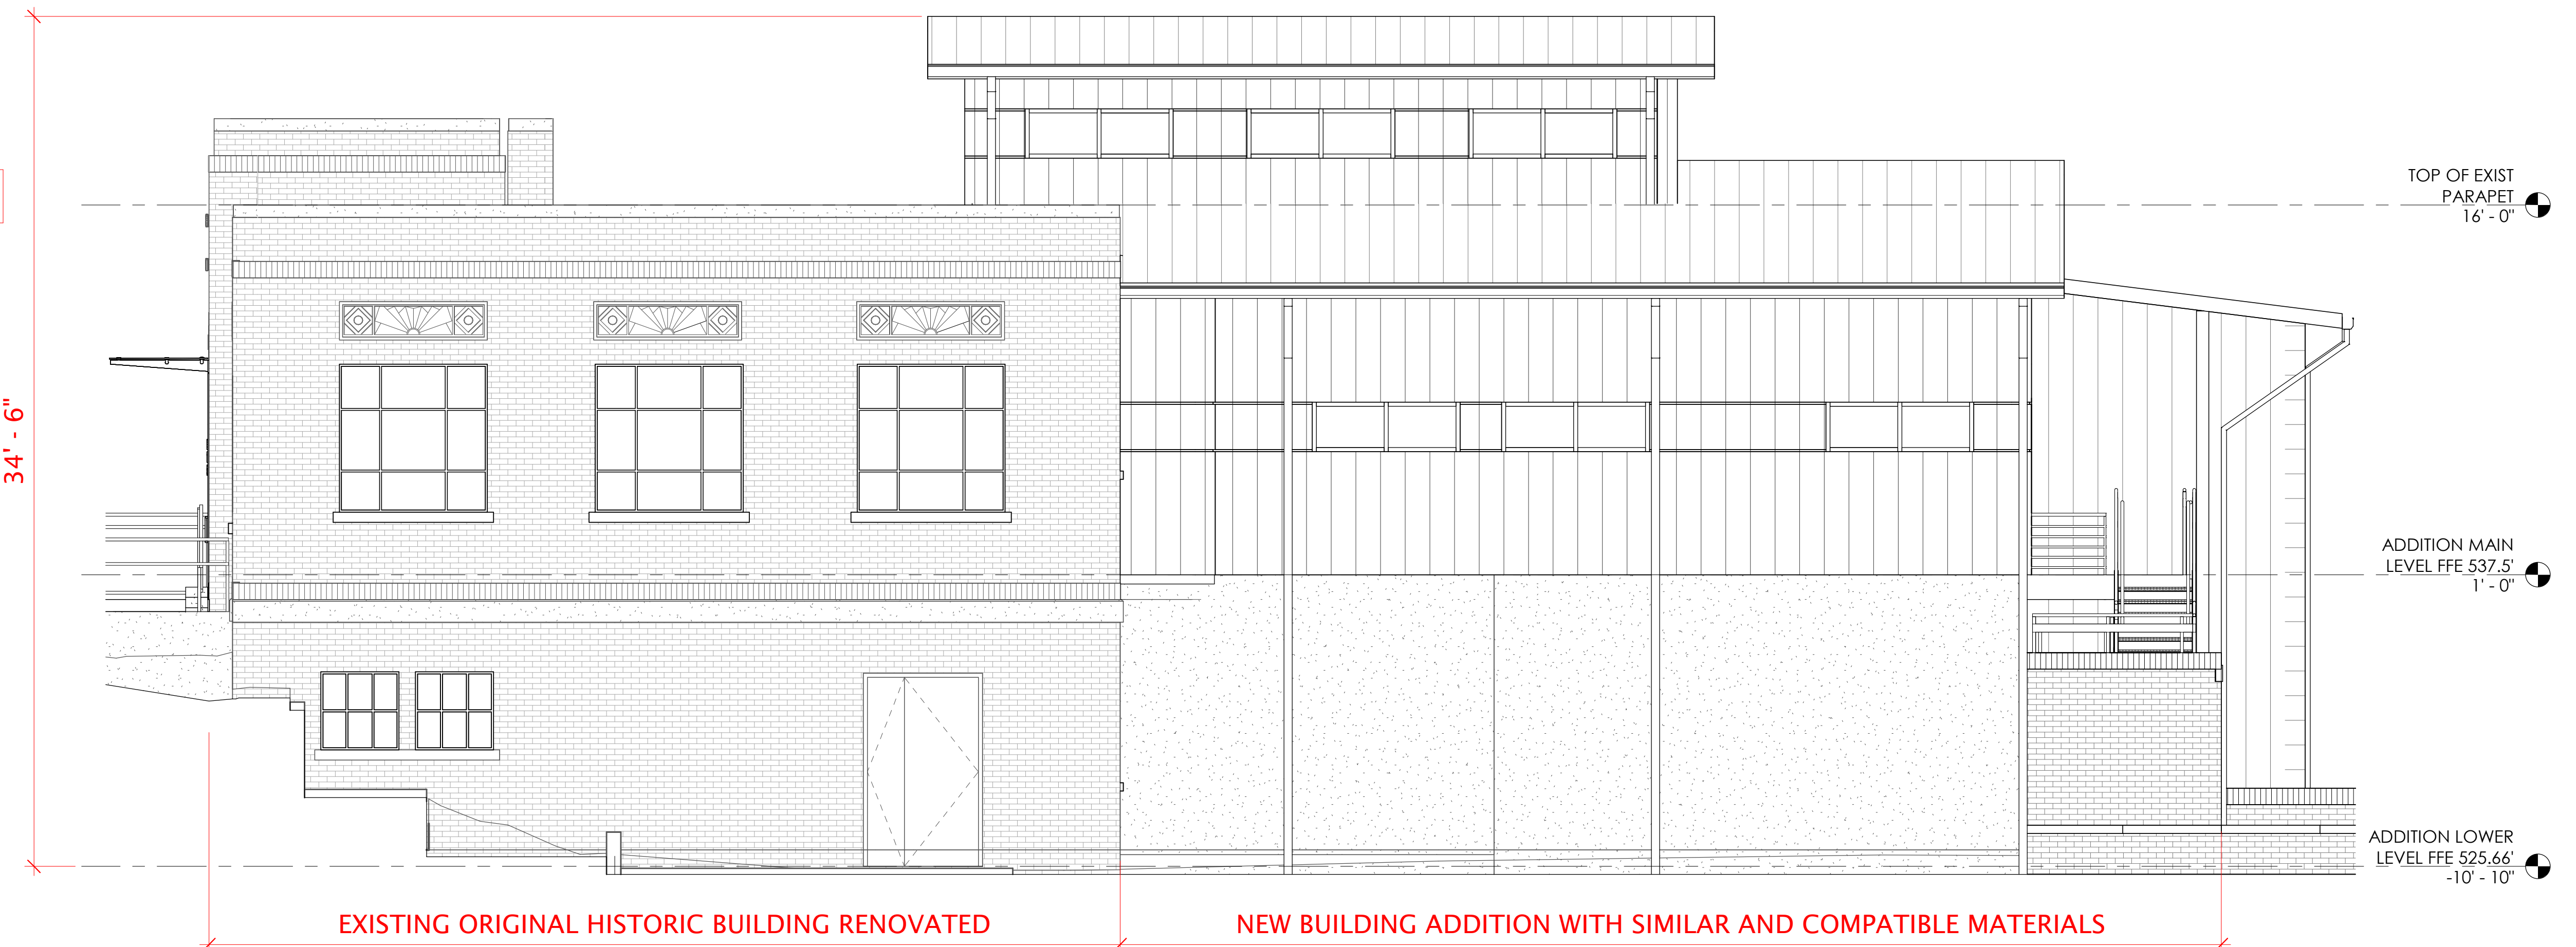 TOP OF EXIST
PARAPET
16' - 0"
34' - 6"
ADDITION MAIN
LEVEL FFE 537.5'
1' - 0"
ADDITION LOWER
LEVEL FFE 525.66'
-10' - 10"
EXISTING ORIGINAL HISTORIC BUILDING RENOVATED
NEW BUILDING ADDITION WITH SIMILAR AND COMPATIBLE MATERIALS